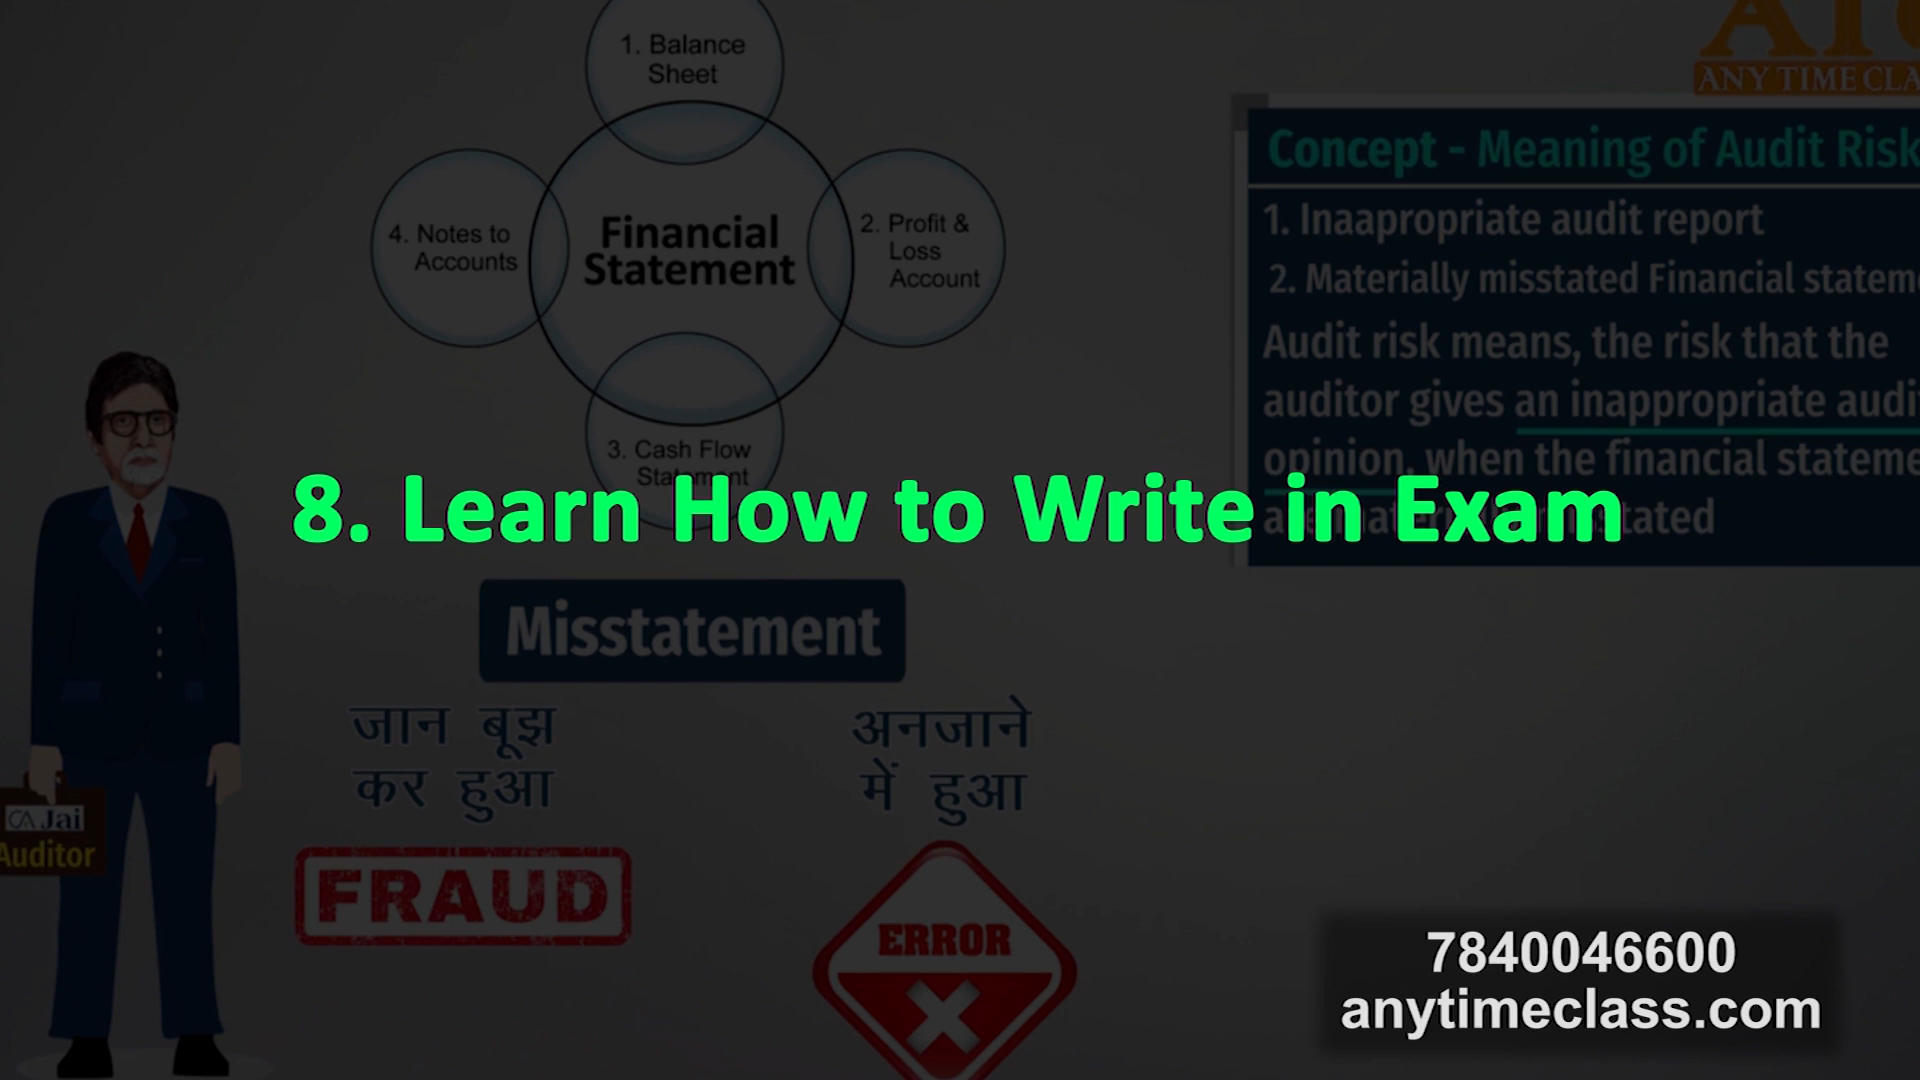 1. Balance
Sheet
4. Notes to
Accounts
Financial
Statement
2. Profit &
Loss
Account
3. Cash Flow
Statement
ANY TIME CLA
Concept - Meaning of Audit Risk
1. Inaapropriate audit report
2. Materially misstated Financial stateme
Audit risk means, the risk that the
auditor gives an inappropriate audi
opinion, when the financial stateme
stated
8. Learn How to Write in Exam
Misstatement
जान बूझ
कर हुआ
अनजाने
में हुआ
FRAUD
ERROR
CA Jai
Auditor
7840046600
anytimeclass.com